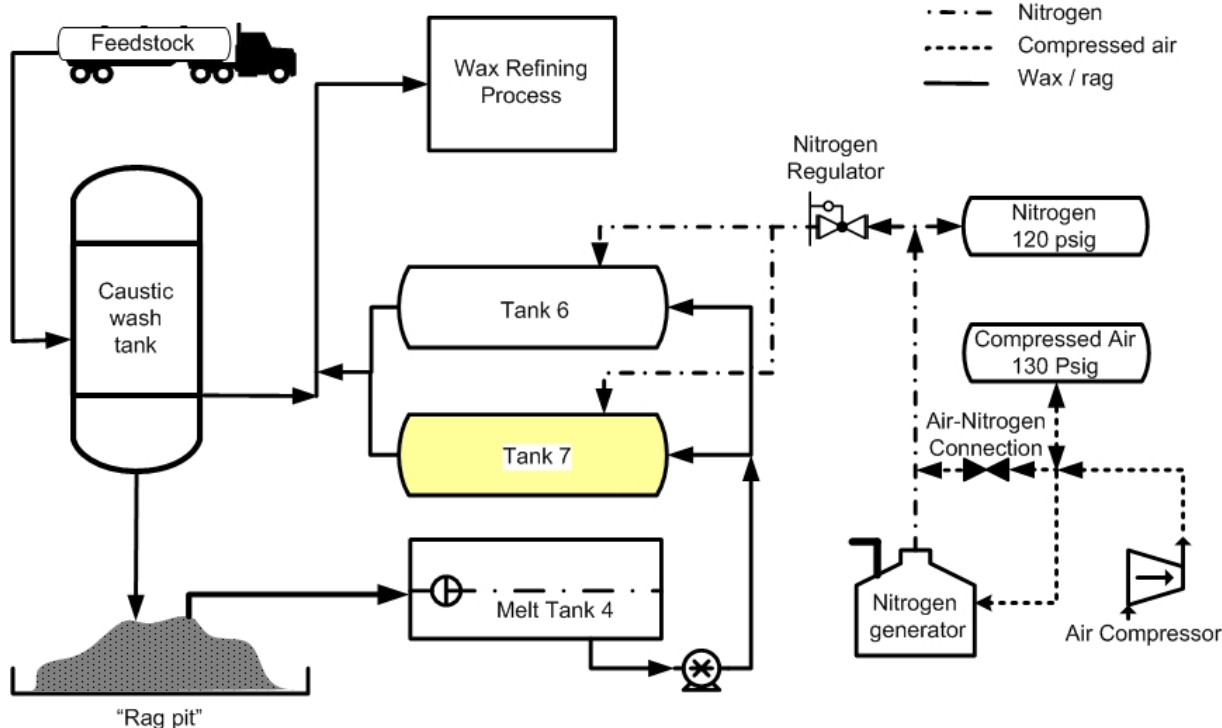 Feedstock
Wax Refining
Process
Nitrogen
Compressed air
Wax / rag
Nitrogen
Regulator
Nitrogen
120 psig
Caustic
wash
tank
Tank 6
Compressed Air
130 Psig
Air-Nitrogen
Connection
Tank 7
Melt Tank 4
Nitrogen
generator
Air Compressor
“Rag pit”